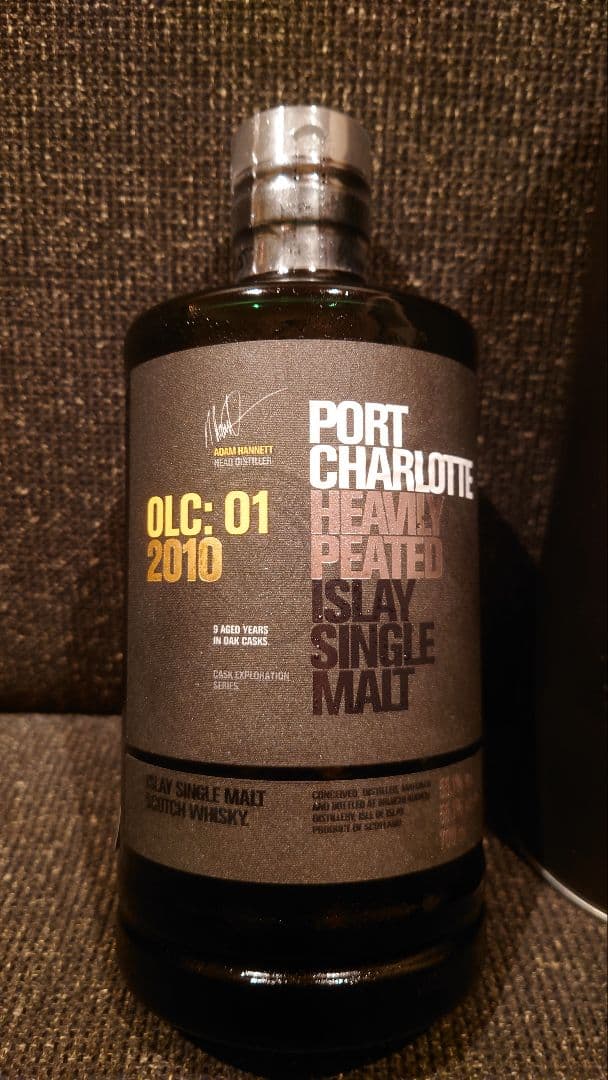 ADAM HANNETT
HEAD DISTILLER
OLC: 01
2010
9 AGED YEARS
IN OAK CASKS.
CASK EXPLORATION
SERIES
PORT
CHARLOTTE
HEAVILY
PEATED
ISLAY
SINGLE
MALT
ISLAY SINGLE MALT
SCOTCH WHISKY.
CONCEIVED, DISTILLED, MATURED
AND BOTTLED AT BRUICHLADDICH
DISTILLERY, ISLE OF ISLAY
PRODUCT OF SCOTLAND